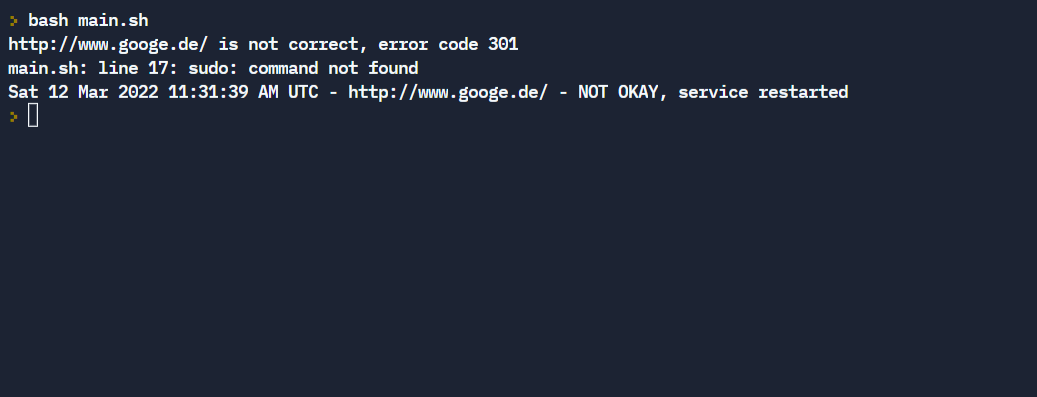 > bash main.sh
http://www.googe.de/ is not correct, error code 301
main.sh: line 17: sudo: command not found
Sat 12 Mar 2022 11:31:39 AM UTC - http://www.googe.de/ - NOT OKAY, service restarted
>